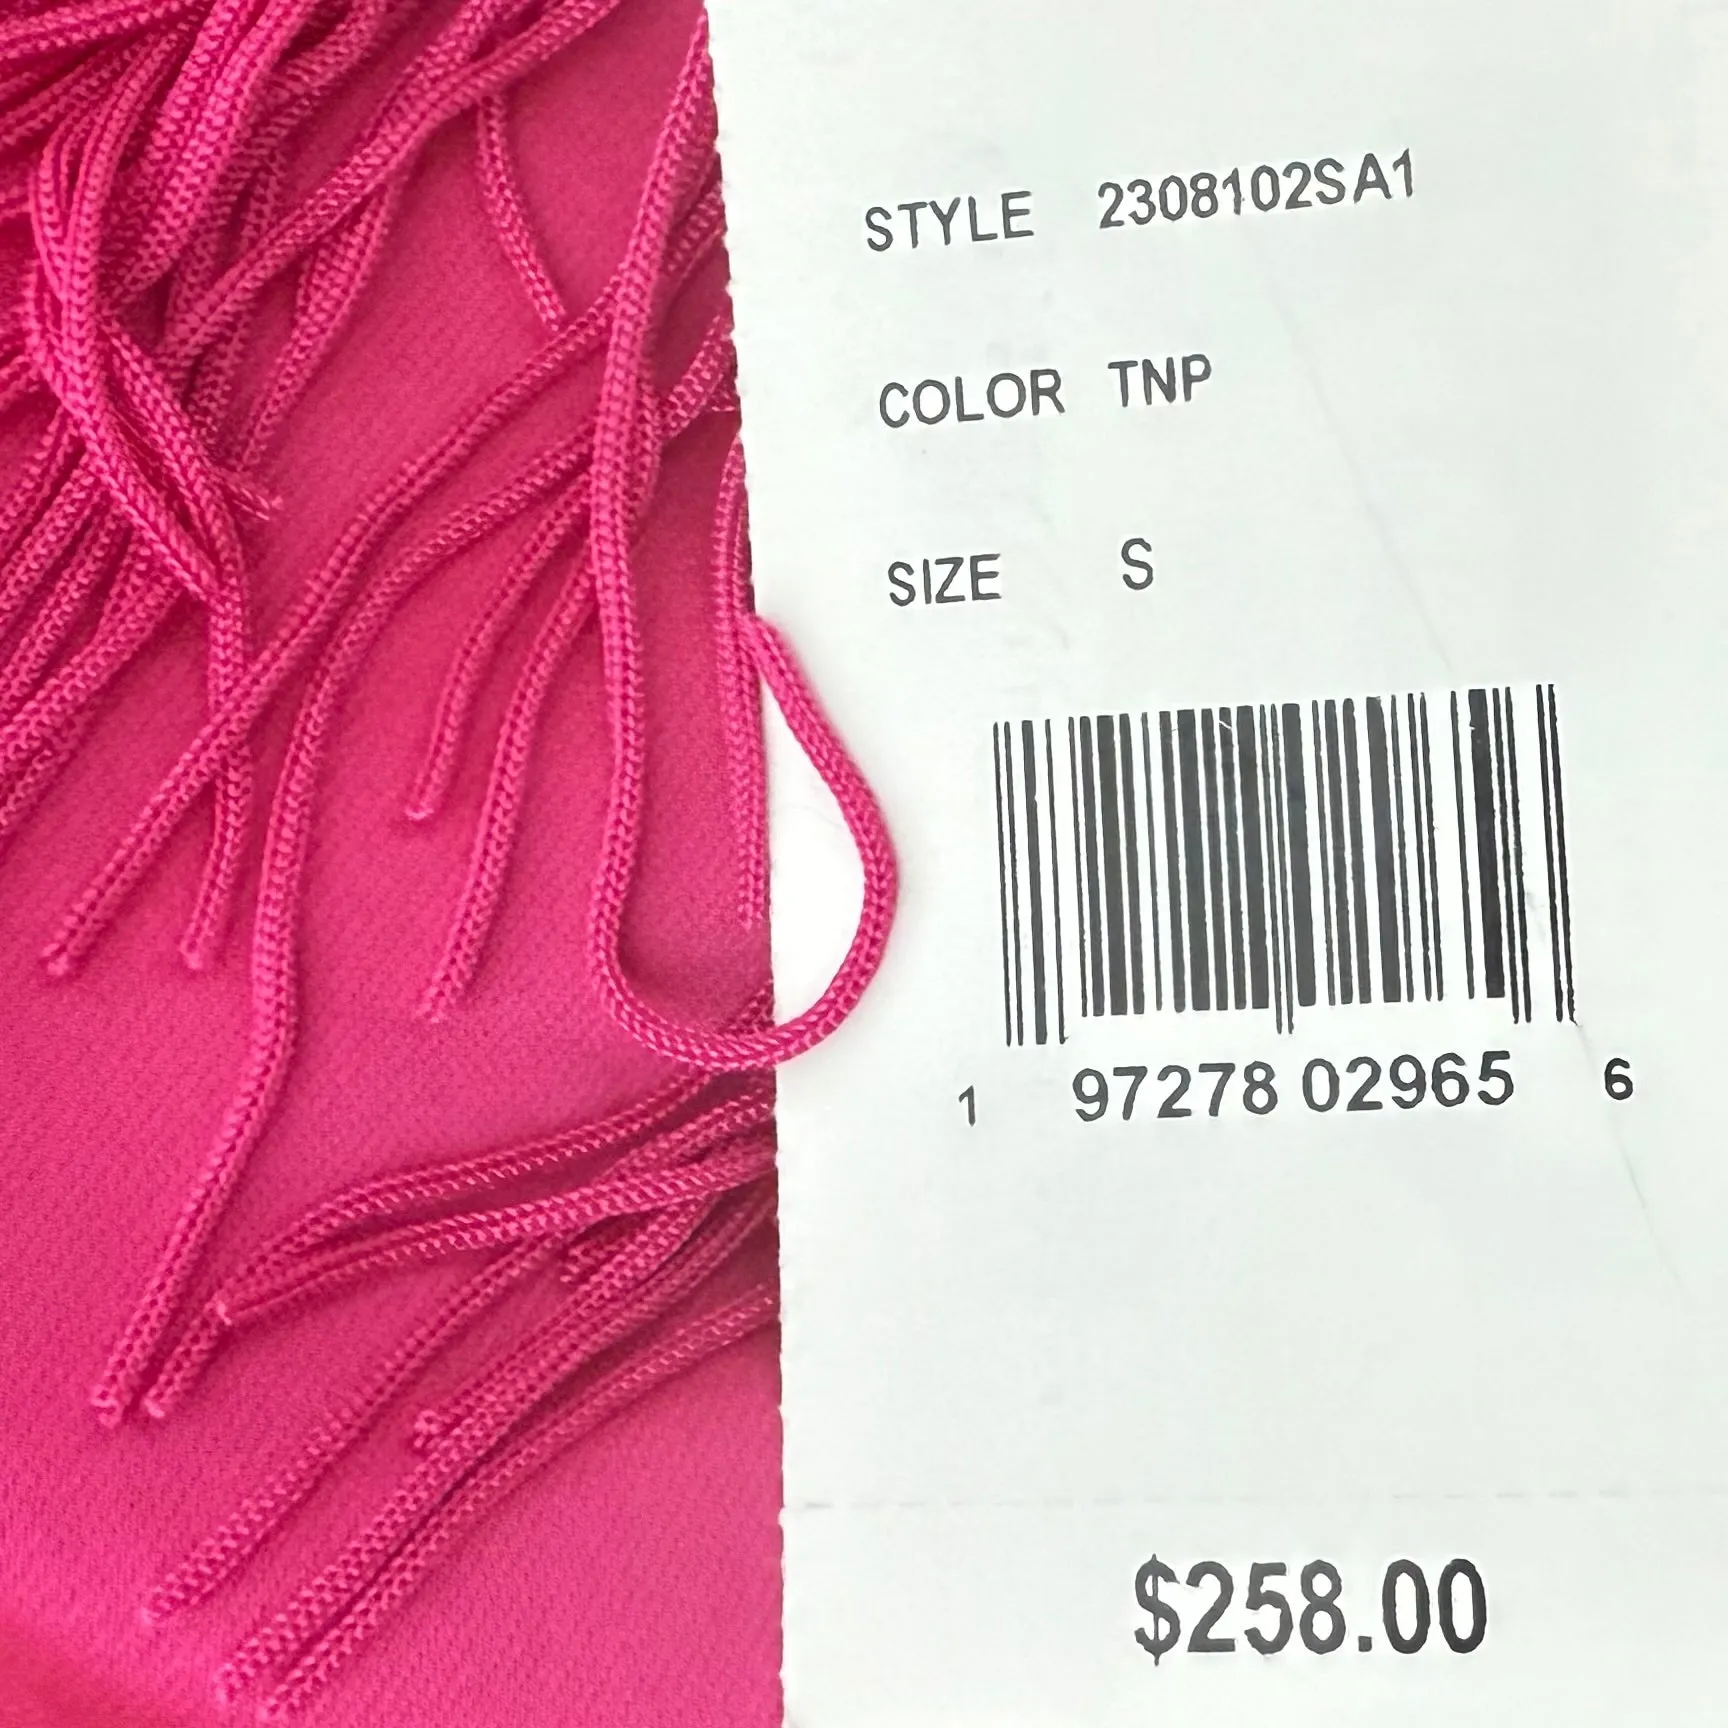 STYLE 2308102SA1
COLOR TNP
SIZE S
1 97278 02965 6
$258.00